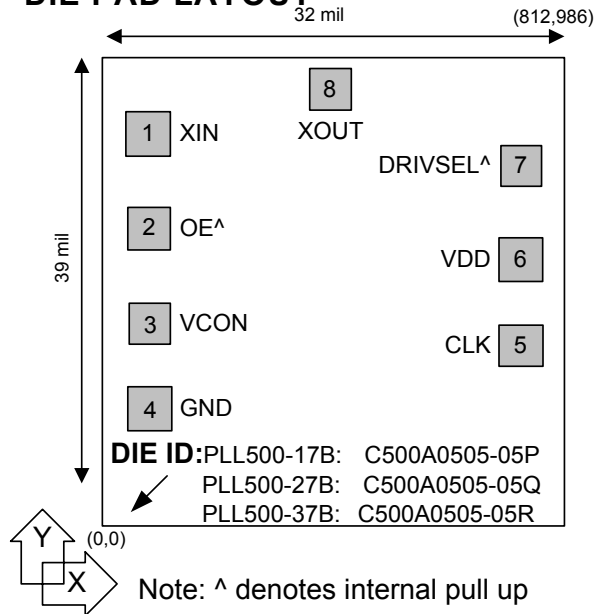 DIE PAD LAYOUT
32 mil
(812,986)
8
XOUT
1 XIN
DRIVSEL^ 7
2 OE^
VDD 6
39 mil
3 VCON
CLK 5
4 GND
DIE ID:PLL500-17B: C500A0505-05P
PLL500-27B: C500A0505-05Q
PLL500-37B: C500A0505-05R
Y
(0,0)
X
Note: ^ denotes internal pull up